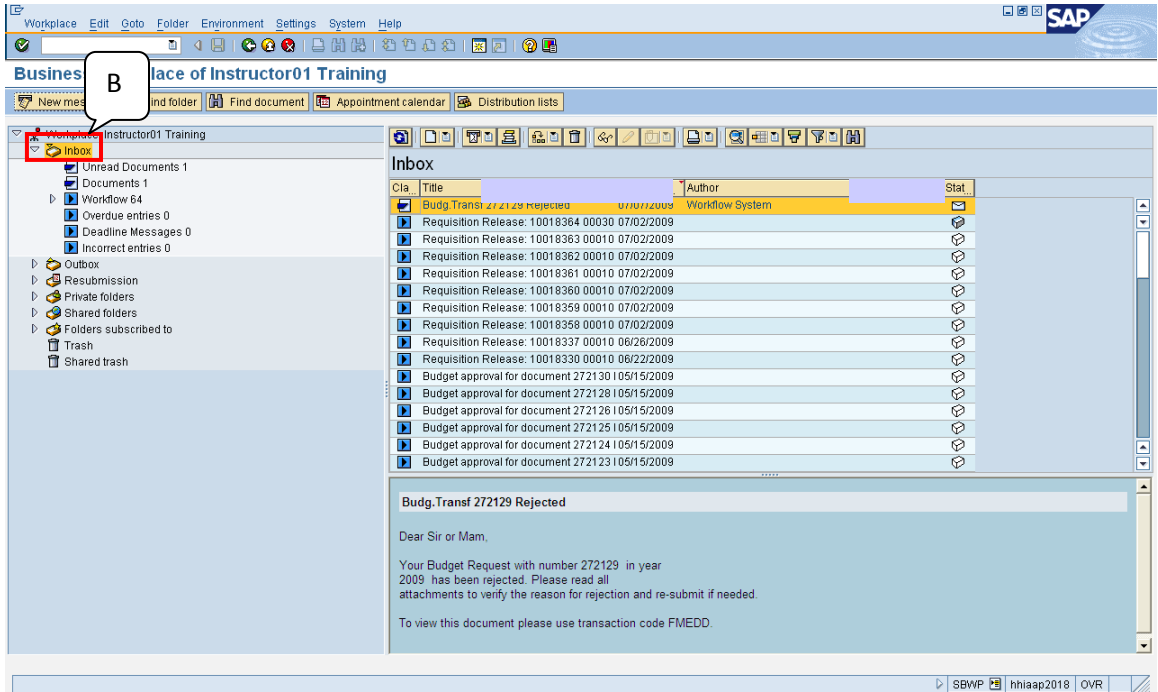 Workplace Edit Goto Folder Environment Settings System Help
SAP
Busines lace of Instructor01 Training
B
New mes ind folder Find document Appointment calendar Distribution lists
Workplace: Instructor01 Training
Inbox
Unread Documents 1
Documents 1
Workflow 64
Overdue entries 0
Deadline Messages 0
Incorrect entries 0
Outbox
Resubmission
Private folders
Shared folders
Folders subscribed to
Trash
Shared trash
Inbox
Cla... Title Author Stat...
Budg.Transf 272129 Rejected 07/07/2009 Workflow System
Requisition Release: 10018364 00030 07/02/2009
Requisition Release: 10018363 00010 07/02/2009
Requisition Release: 10018362 00010 07/02/2009
Requisition Release: 10018361 00010 07/02/2009
Requisition Release: 10018360 00010 07/02/2009
Requisition Release: 10018359 00010 07/02/2009
Requisition Release: 10018358 00010 07/02/2009
Requisition Release: 10018337 00010 06/26/2009
Requisition Release: 10018330 00010 06/22/2009
Budget approval for document 272130 I 05/15/2009
Budget approval for document 272128 I 05/15/2009
Budget approval for document 272126 I 05/15/2009
Budget approval for document 272125 I 05/15/2009
Budget approval for document 272124 I 05/15/2009
Budget approval for document 272123 I 05/15/2009
Budg.Transf 272129 Rejected
Dear Sir or Mam,
Your Budget Request with number 272129 in year
2009 has been rejected. Please read all
attachments to verify the reason for rejection and re-submit if needed.
To view this document please use transaction code FMEDD.
SBWP hhiaap2018 OVR